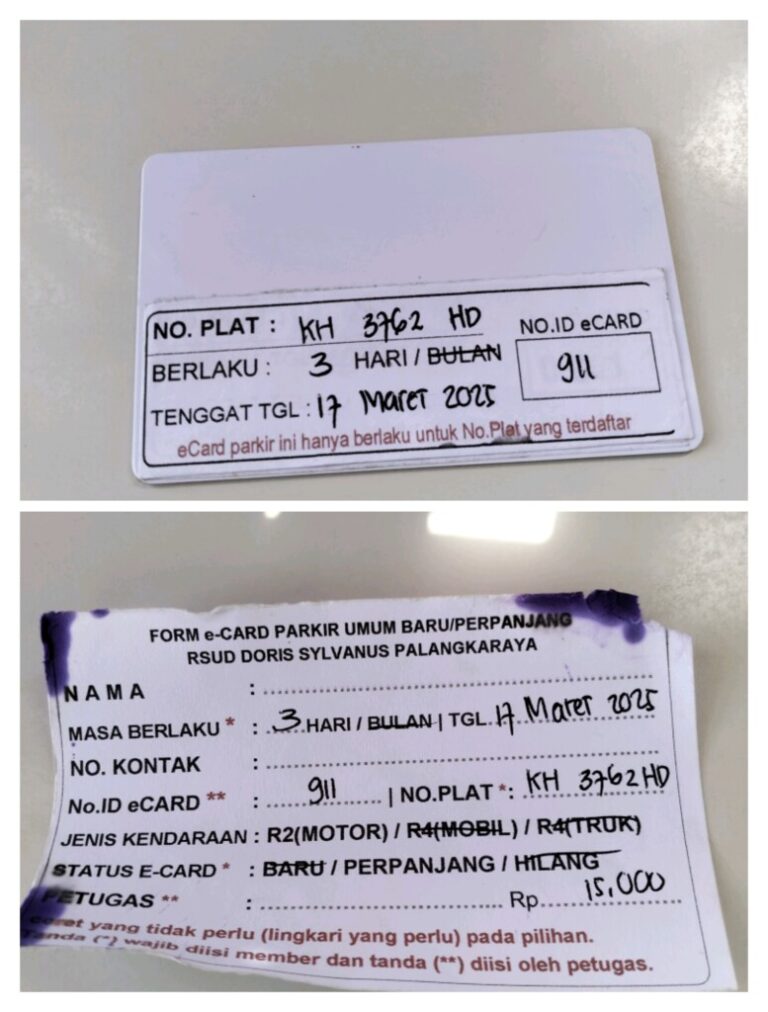 NO. PLAT : KH 3762 HD
NO.ID eCARD
BERLAKU : 3 HARI / BULAN
911
TENGGAT TGL : 17 Maret 2025
eCard parkir ini hanya berlaku untuk No.Plat yang terdaftar
FORM e-CARD PARKIR UMUM BARU/PERPANJANG
RSUD DORIS SYLVANUS PALANGKARAYA
NAMA :
MASA BERLAKU * : 3 HARI / BULAN | TGL. 17 Maret 2025
NO. KONTAK :
No.ID eCARD ** : 911 | NO.PLAT *: KH 3762 HD
JENIS KENDARAAN : R2(MOTOR) / R4(MOBIL) / R4(TRUK)
STATUS E-CARD * : BARU / PERPANJANG / HILANG
PETUGAS ** : Rp. 15.000
coret yang tidak perlu (lingkari yang perlu) pada pilihan.
Tanda (*) wajib diisi member dan tanda (**) diisi oleh petugas.